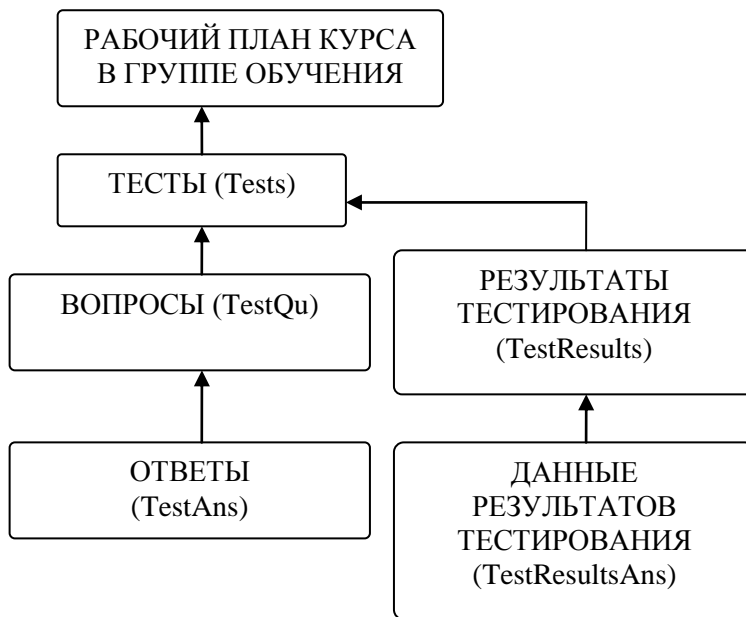 РАБОЧИЙ ПЛАН КУРСА
В ГРУППЕ ОБУЧЕНИЯ
ТЕСТЫ (Tests)
ВОПРОСЫ (TestQu)
РЕЗУЛЬТАТЫ
ТЕСТИРОВАНИЯ
(TestResults)
ОТВЕТЫ
(TestAns)
ДАННЫЕ
РЕЗУЛЬТАТОВ
ТЕСТИРОВАНИЯ
(TestResultsAns)